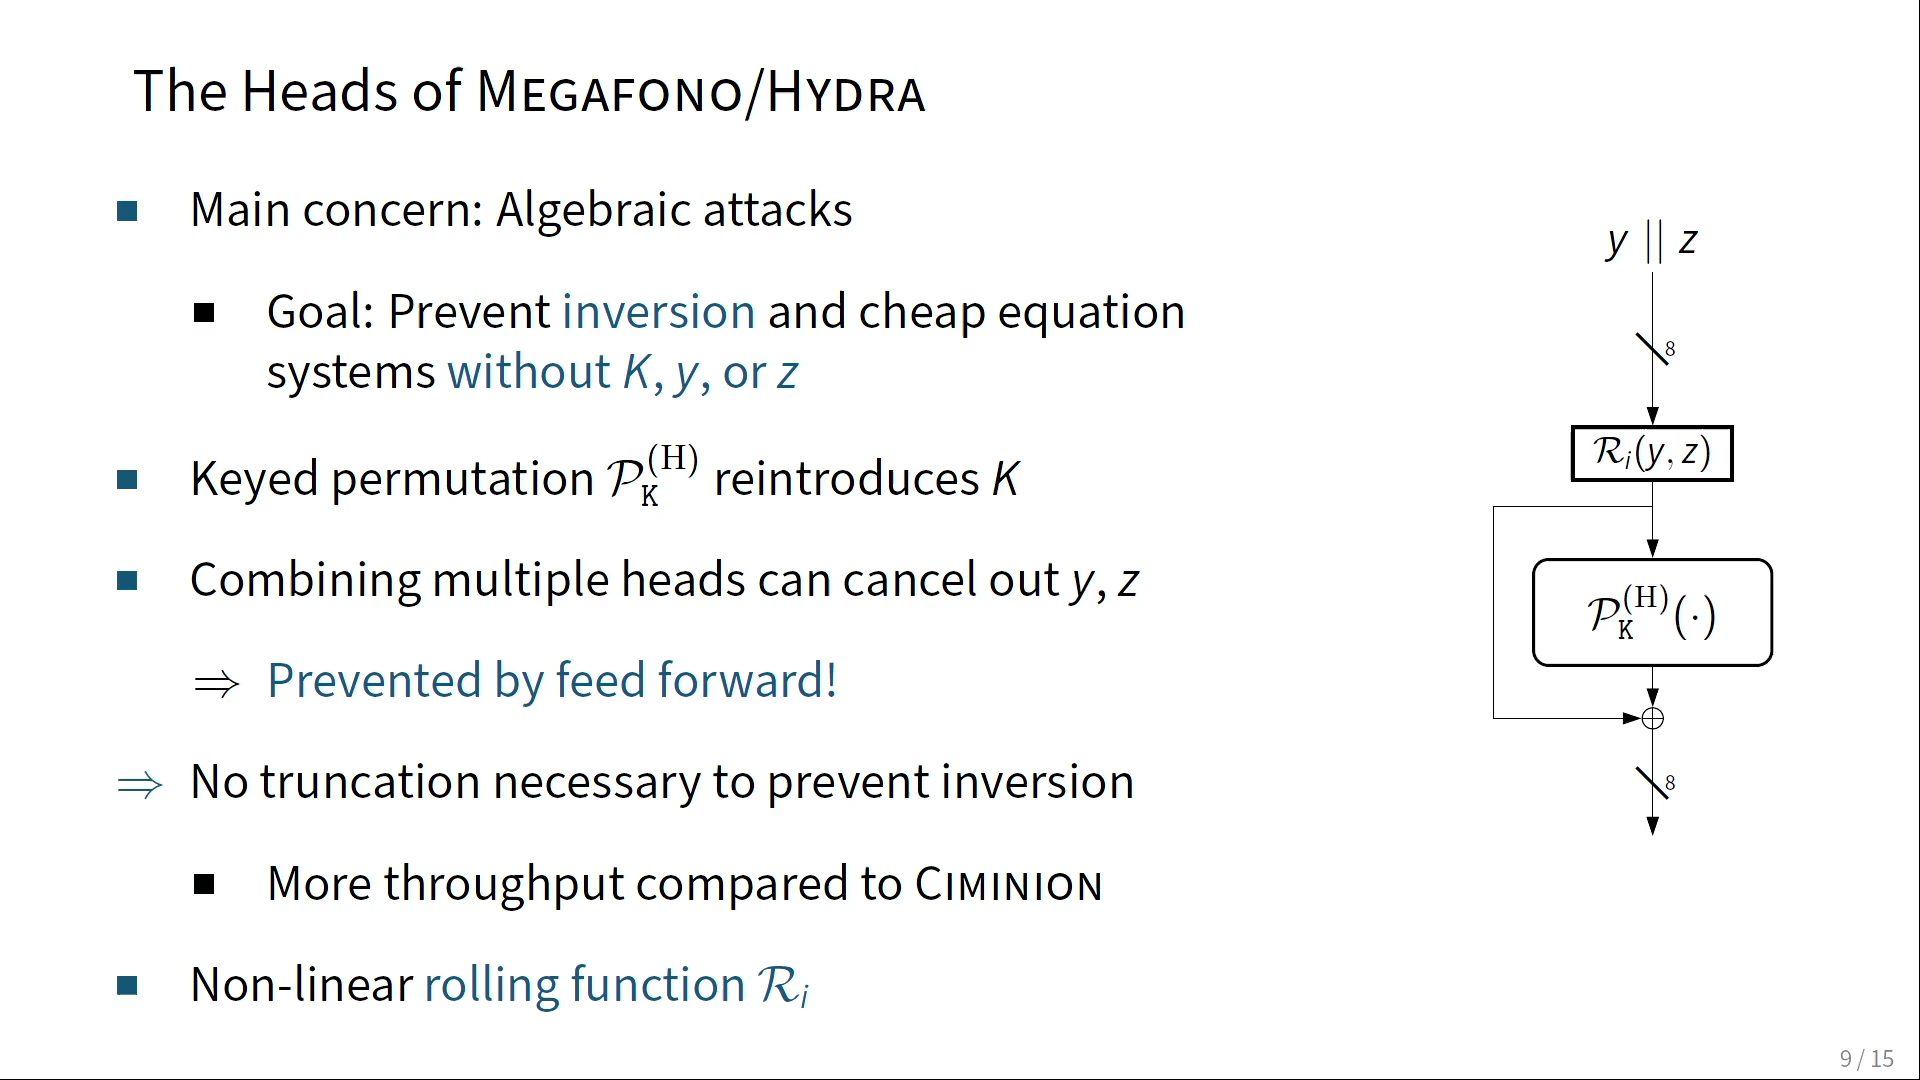 The Heads of MEGAFONO/HYDRA
■ Main concern: Algebraic attacks
■ Goal: Prevent inversion and cheap equation
systems without K, y, or z
■ Keyed permutation 𝒫_K^(H) reintroduces K
■ Combining multiple heads can cancel out y, z
⇒ Prevented by feed forward!
⇒ No truncation necessary to prevent inversion
■ More throughput compared to CIMINION
■ Non-linear rolling function ℛ_i
y || z
8
ℛ_i(y, z)
𝒫_K^(H)(·)
8
9 / 15